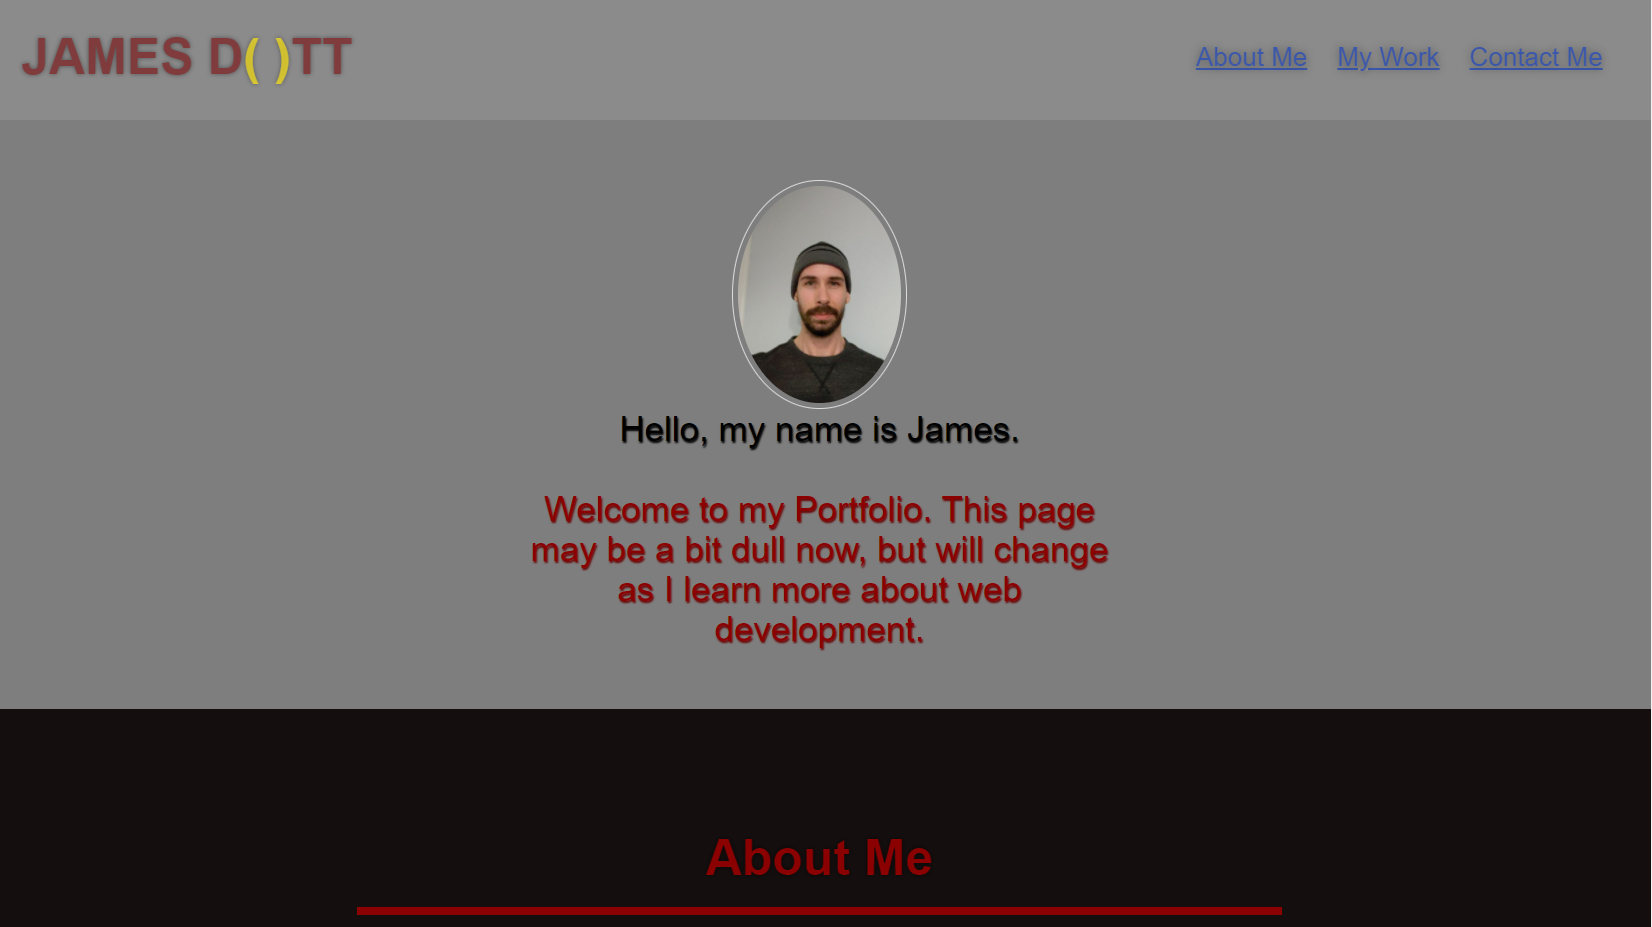 JAMES D( )TT
About Me My Work Contact Me
Hello, my name is James.
Welcome to my Portfolio. This page
may be a bit dull now, but will change
as I learn more about web
development.
About Me